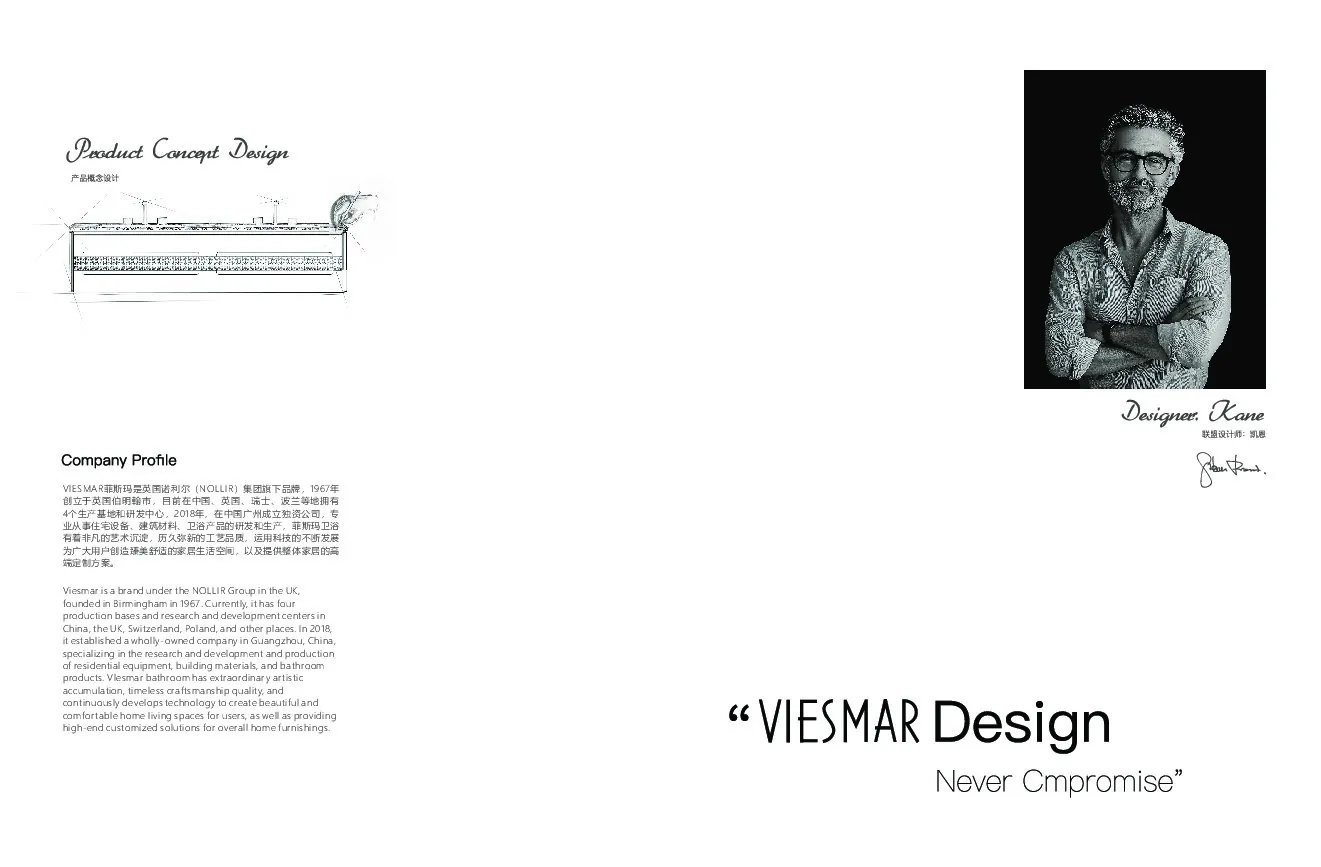 Product Concept Design
产品概念设计
Company Profile
VIESMAR菲斯玛是英国诺利尔（NOLLIR）集团旗下品牌，1967年
创立于英国伯明翰市，目前在中国、英国、瑞士、波兰等地拥有
4个生产基地和研发中心，2018年，在中国广州成立独资公司，专
业从事住宅设备、建筑材料、卫浴产品的研发和生产，菲斯玛卫浴
有着非凡的艺术沉淀，历久弥新的工艺品质，运用科技的不断发展
为广大用户创造臻美舒适的家居生活空间，以及提供整体家居的高
端定制方案。
Viesmar is a brand under the NOLLIR Group in the UK,
founded in Birmingham in 1967. Currently, it has four
production bases and research and development centers in
China, the UK, Switzerland, Poland, and other places. In 2018,
it established a wholly-owned company in Guangzhou, China,
specializing in the research and development and production
of residential equipment, building materials, and bathroom
products. VIesmar bathroom has extraordinary artistic
accumulation, timeless craftsmanship quality, and
continuously develops technology to create beautiful and
comfortable home living spaces for users, as well as providing
high-end customized solutions for overall home furnishings.
Designer. Kane
联盟设计师：凯恩
“VIESMAR Design
Never Cmpromise”